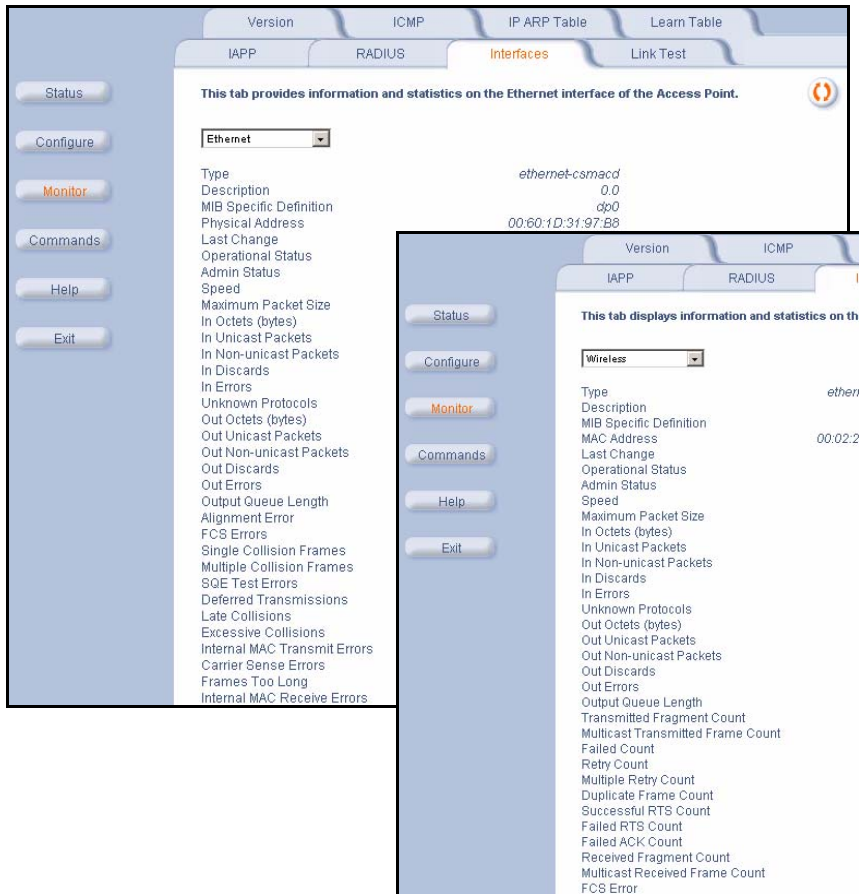 Version ICMP IP ARP Table Learn Table
IAPP RADIUS Interfaces Link Test
Status
Configure
Monitor
Commands
Help
Exit
This tab provides information and statistics on the Ethernet interface of the Access Point.
Ethernet
Type ethernet-csmacd
Description 0.0
MIB Specific Definition dp0
Physical Address 00:60:1D:31:97:B8
Last Change
Operational Status
Admin Status
Speed
Maximum Packet Size
In Octets (bytes)
In Unicast Packets
In Non-unicast Packets
In Discards
In Errors
Unknown Protocols
Out Octets (bytes)
Out Unicast Packets
Out Non-unicast Packets
Out Discards
Out Errors
Output Queue Length
Alignment Error
FCS Errors
Single Collision Frames
Multiple Collision Frames
SQE Test Errors
Deferred Transmissions
Late Collisions
Excessive Collisions
Internal MAC Transmit Errors
Carrier Sense Errors
Frames Too Long
Internal MAC Receive Errors
Version ICMP
IAPP RADIUS
Status
Configure
Monitor
Commands
Help
Exit
This tab displays information and statistics on th
Wireless
Type ethern
Description
MIB Specific Definition
MAC Address 00:02:2
Last Change
Operational Status
Admin Status
Speed
Maximum Packet Size
In Octets (bytes)
In Unicast Packets
In Non-unicast Packets
In Discards
In Errors
Unknown Protocols
Out Octets (bytes)
Out Unicast Packets
Out Non-unicast Packets
Out Discards
Out Errors
Output Queue Length
Transmitted Fragment Count
Multicast Transmitted Frame Count
Failed Count
Retry Count
Multiple Retry Count
Duplicate Frame Count
Successful RTS Count
Failed RTS Count
Failed ACK Count
Received Fragment Count
Multicast Received Frame Count
FCS Error